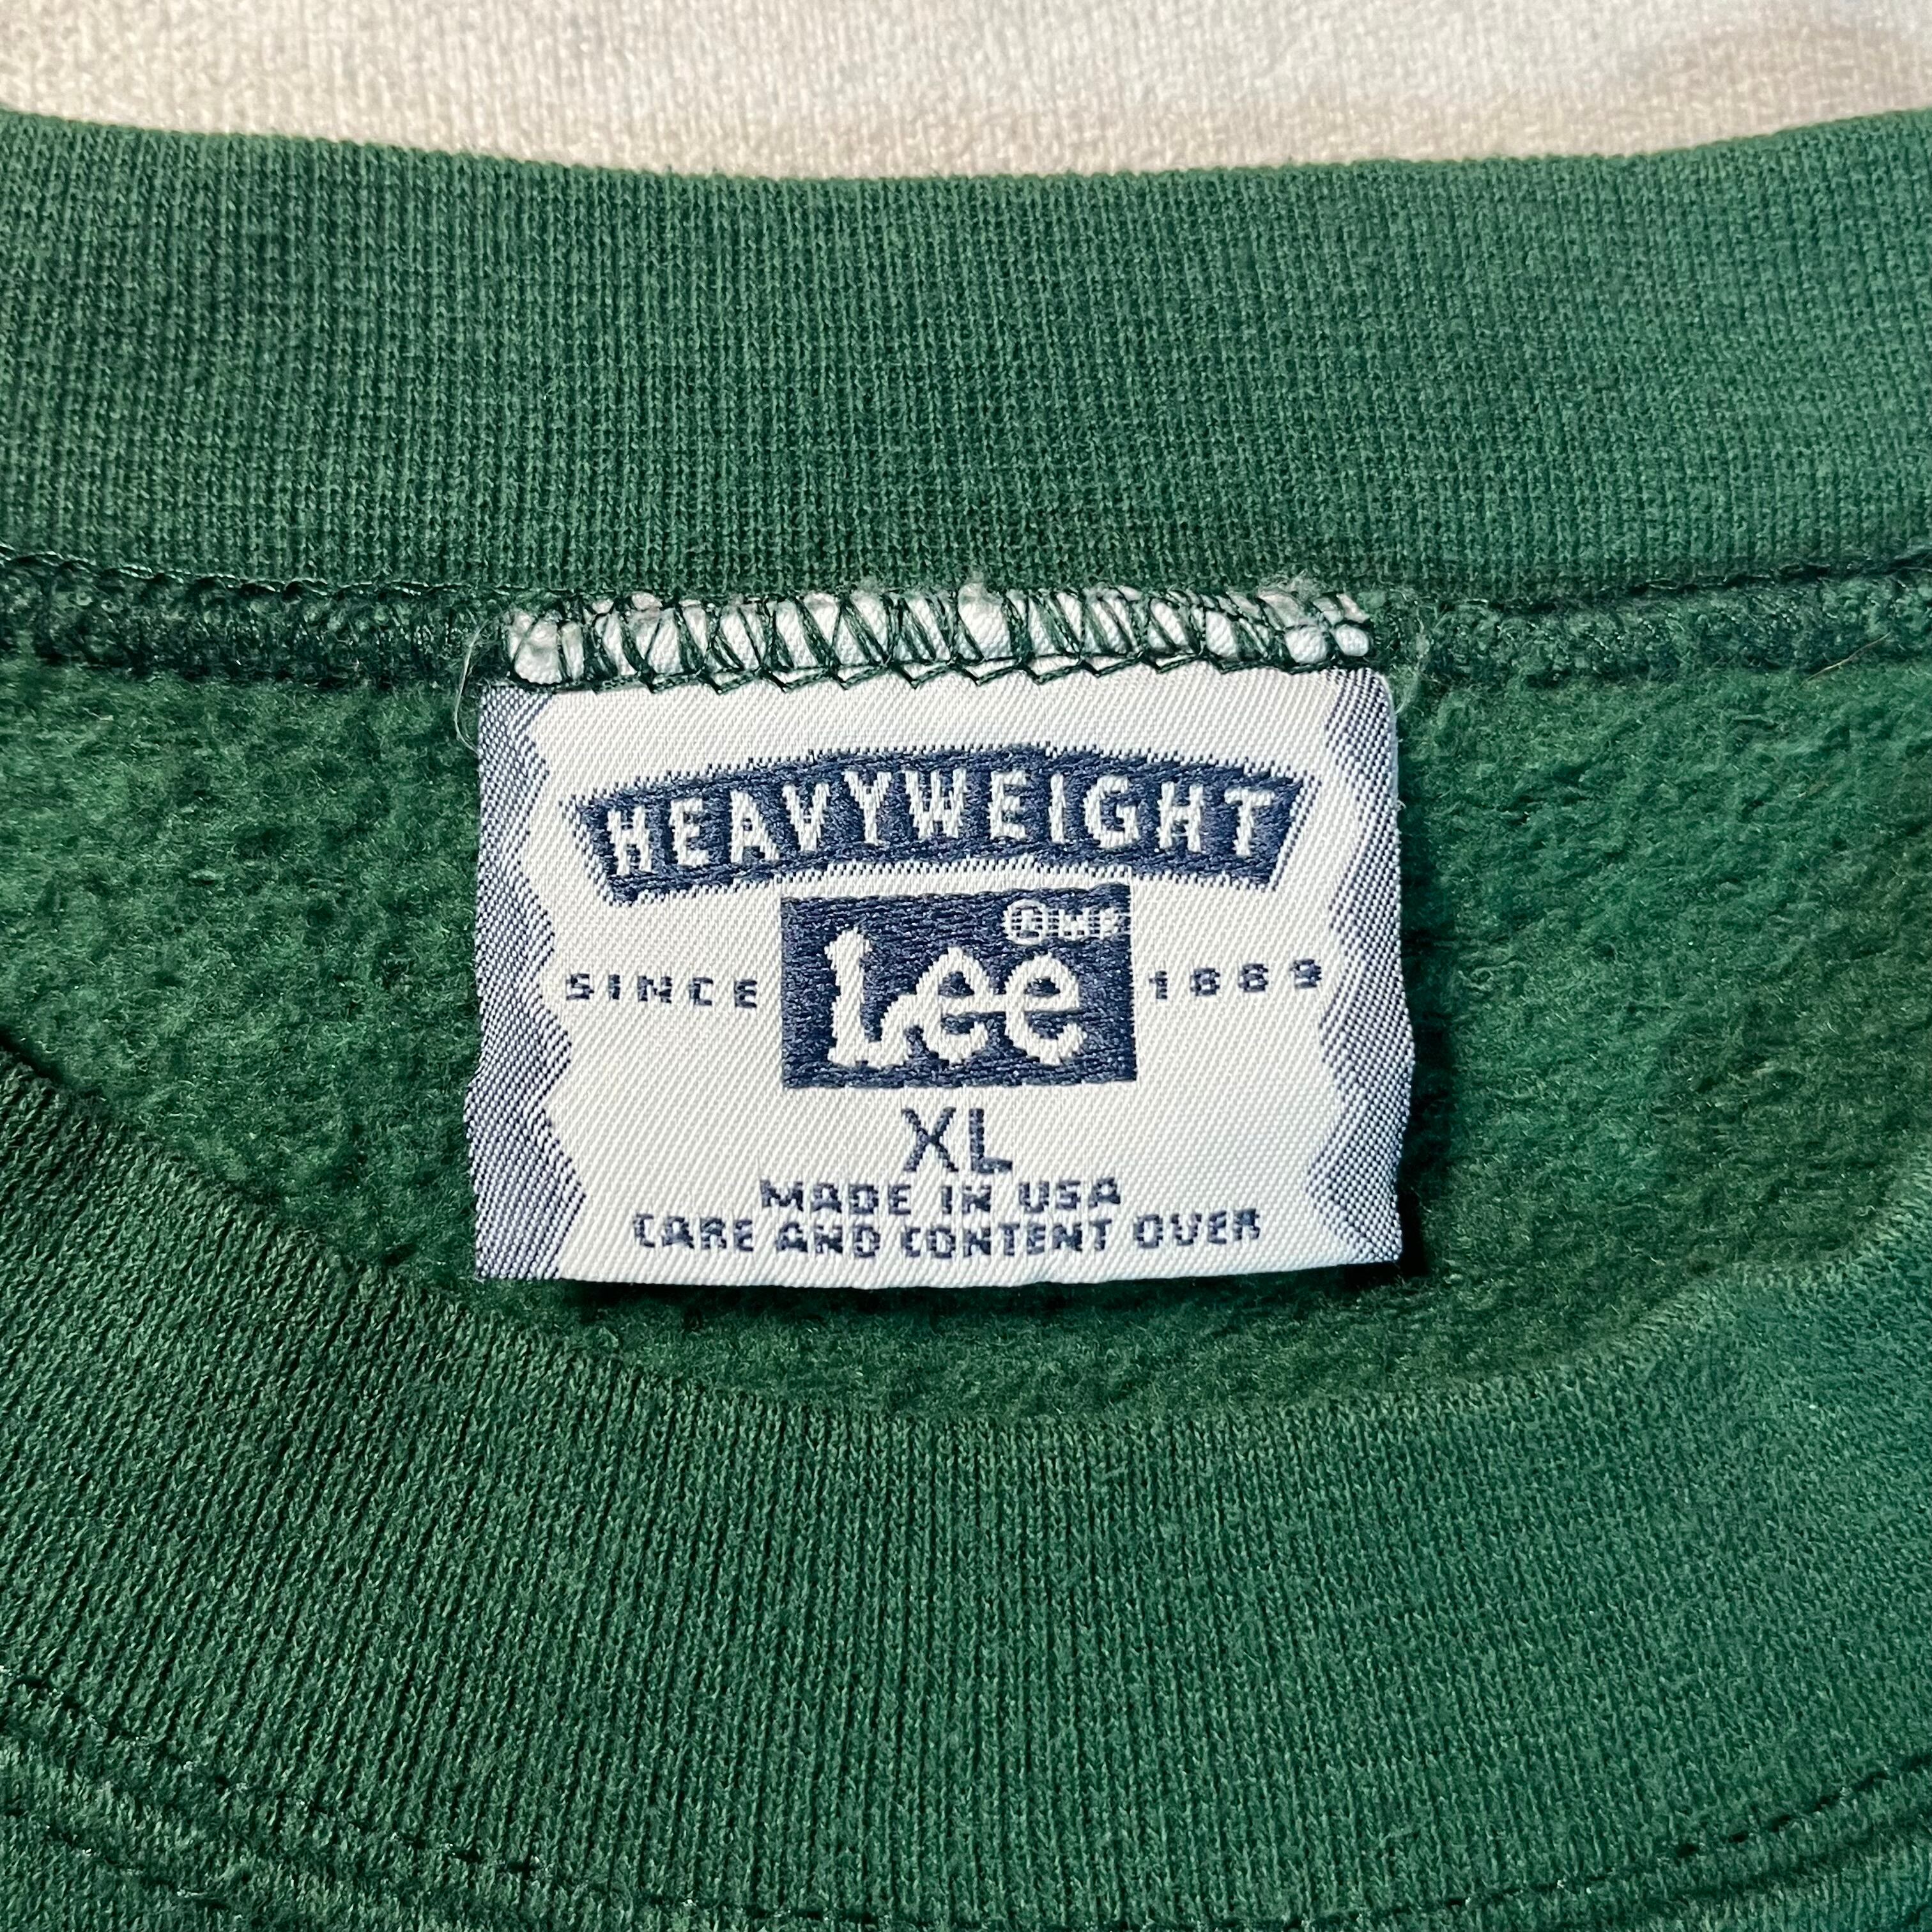 HEAVYWEIGHT
Lee
SINCE 1889
XL
MADE IN USA
CARE AND CONTENT OVER